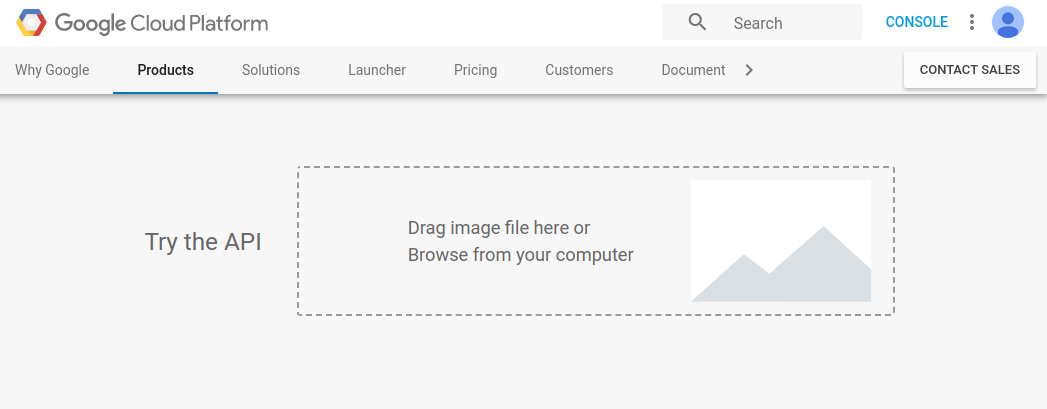 Google Cloud Platform
Search
CONSOLE
Why Google Products Solutions Launcher Pricing Customers Document
CONTACT SALES
Try the API
Drag image file here or
Browse from your computer